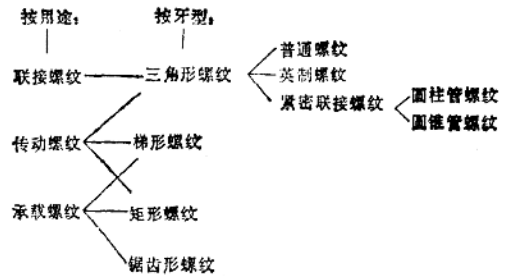 按用途： 按牙型：
普通螺纹
联接螺纹 三角形螺纹 英制螺纹
紧密联接螺纹 圆柱管螺纹
圆锥管螺纹
传动螺纹 梯形螺纹
承载螺纹 矩形螺纹
锯齿形螺纹